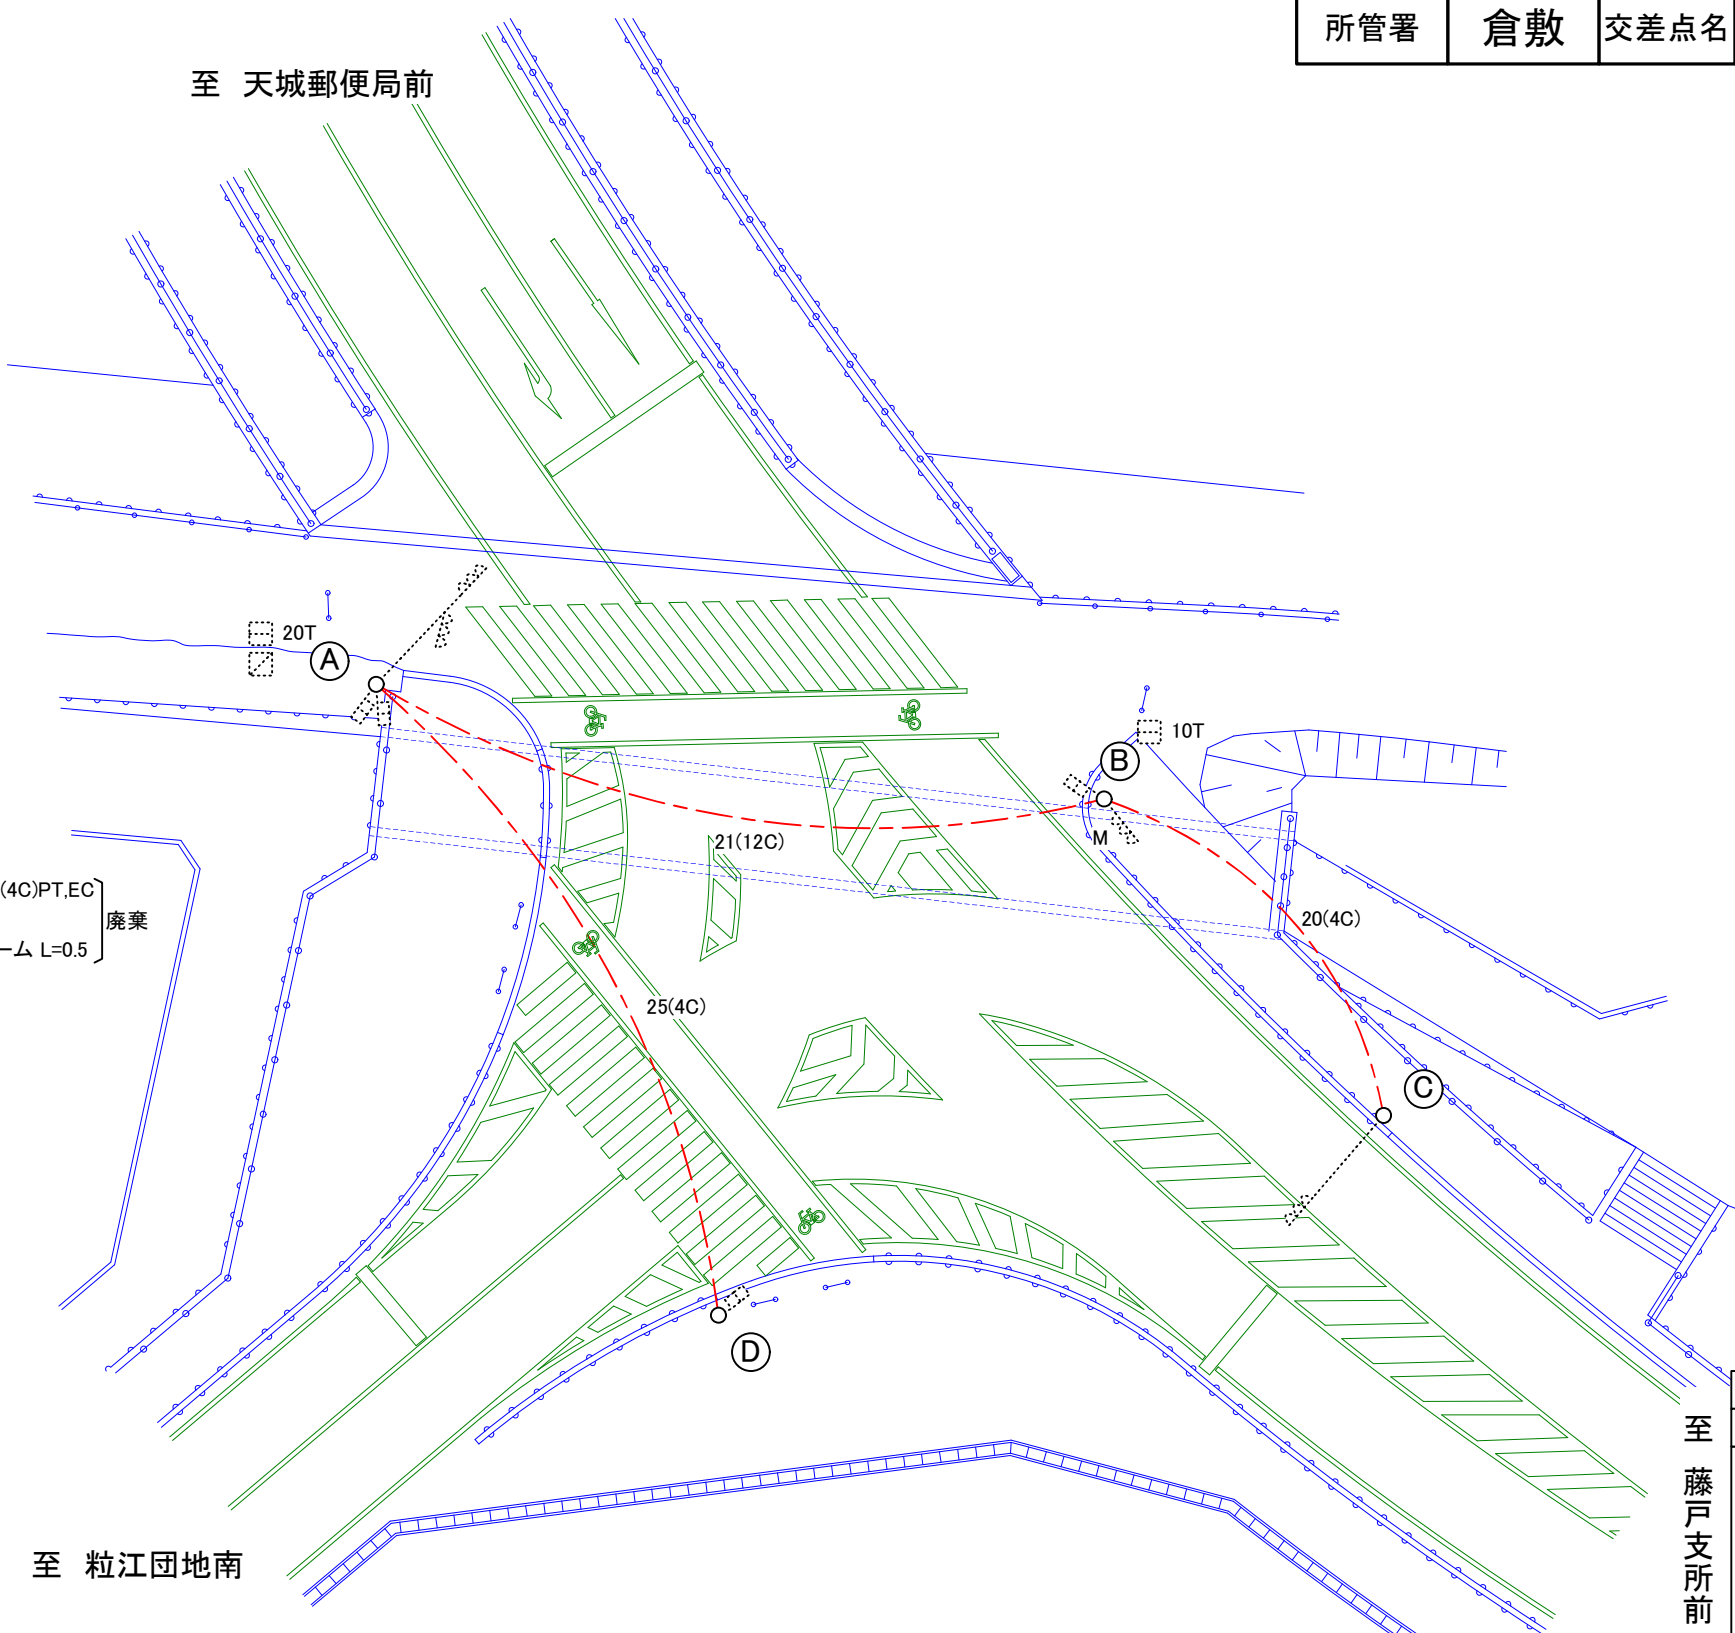 所管署 倉敷 交差点名
至 天城郵便局前
20T
A
10T
B
M
21(12C)
(4C)PT,EC
廃棄
ーム L=0.5
20(4C)
25(4C)
C
D
至 藤戸支所前
至 粒江団地南